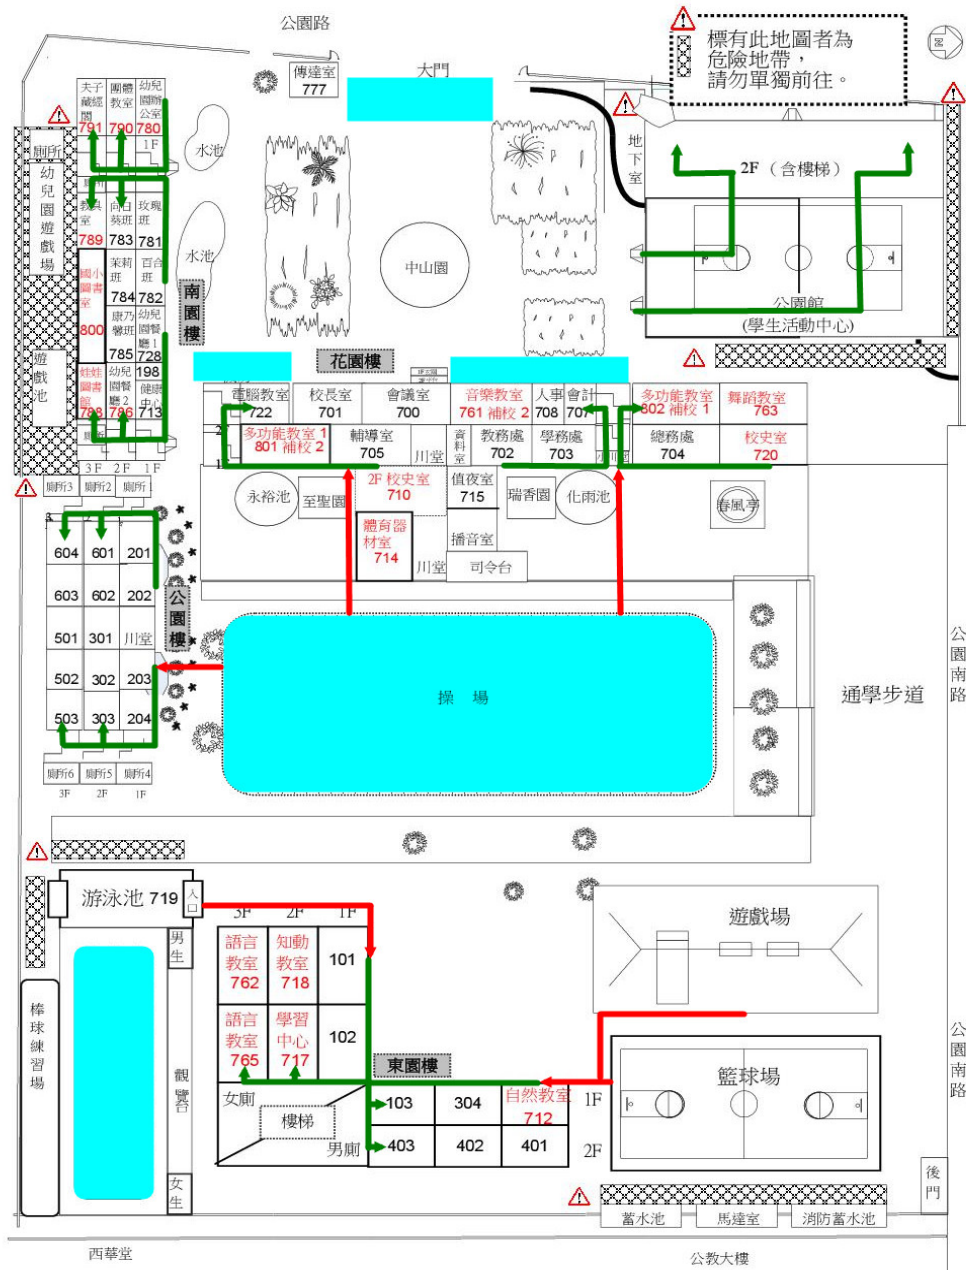 公園路
標有此地圖者為
危險地帶，
請勿單獨前往。
N
傳達室
777
大門
夫子
藏經
閣
791
團體
教室
790
幼兒
園辦
公室
780
1F
水池
地下室
2F（含樓梯）
廁所
幼兒園遊戲場
教具
室
789
向日
葵班
783
玫瑰
班
781
水池
中山園
國小
圖書
室
800
茉莉
班
784
百合
班
782
南園樓
公園館
(學生活動中心)
康乃
馨班
785
幼兒
園餐
廳1
728
遊戲池
娃娃
圖書
館
788
幼兒
園餐
廳2
786
198
健康
中心
713
廁所
3F 2F 1F
花園樓
電腦教室
722
校長室
701
會議室
700
音樂教室
761 補校 2
人事
708
會計
707
多功能教室
802 補校 1
舞蹈教室
763
多功能教室 1
801 補校 2
輔導室
705
川堂
資料室
教務處
702
學務處
703
總務處
704
校史室
720
永裕池
至聖園
2F 校史室
710
值夜室
715
瑞香園
化雨池
春風亭
體育器
材室
714
川堂
播音室
司令台
廁所3 廁所2 廁所1
604 601 201
603 602 202
501 301 川堂
502 302 203
503 303 204
公園樓
廁所6 廁所5 廁所4
3F 2F 1F
操 場
通學步道
公園南路
游泳池 719
入口
男生
3F 2F 1F
語言
教室
762
知動
教室
718
101
語言
教室
765
學習
中心
717
102
遊戲場
棒球練習場
觀覽台
東園樓
籃球場
公園南路
女廁
樓梯
男廁
103
304
自然教室
712
1F
403
402
401
2F
女生
後門
蓄水池
馬達室
消防蓄水池
西華堂
公教大樓